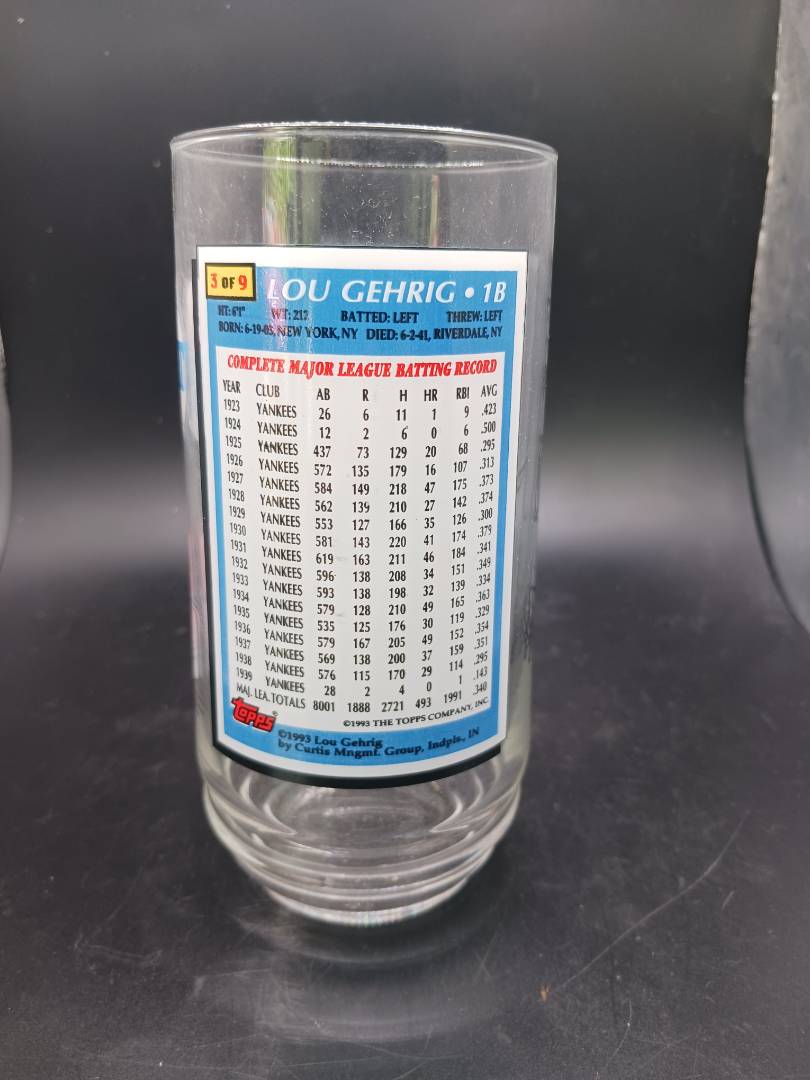 3 OF 9
LOU GEHRIG • 1B
HT: 6'1" WT: 212 BATTED: LEFT THREW: LEFT
BORN: 6-19-03, NEW YORK, NY DIED: 6-2-41, RIVERDALE, NY
COMPLETE MAJOR LEAGUE BATTING RECORD
YEAR CLUB AB R H HR RBI AVG
1923 YANKEES 26 6 11 1 9 .423
1924 YANKEES 12 2 6 0 6 .500
1925 YANKEES 437 73 129 20 68 .295
1926 YANKEES 572 135 179 16 107 .313
1927 YANKEES 584 149 218 47 175 .373
1928 YANKEES 562 139 210 27 142 .374
1929 YANKEES 553 127 166 35 126 .300
1930 YANKEES 581 143 220 41 174 .379
1931 YANKEES 619 163 211 46 184 .341
1932 YANKEES 596 138 208 34 151 .349
1933 YANKEES 593 138 198 32 139 .334
1934 YANKEES 579 128 210 49 165 .363
1935 YANKEES 535 125 176 30 119 .329
1936 YANKEES 579 167 205 49 152 .354
1937 YANKEES 569 138 200 37 159 .351
1938 YANKEES 576 115 170 29 114 .295
1939 YANKEES 28 2 4 0 1 .143
MAJ. LEA. TOTALS 8001 1888 2721 493 1991 .340
©1993 THE TOPPS COMPANY, INC.
Topps®
©1993 Lou Gehrig
by Curtis Mngmt. Group, Indpls., IN